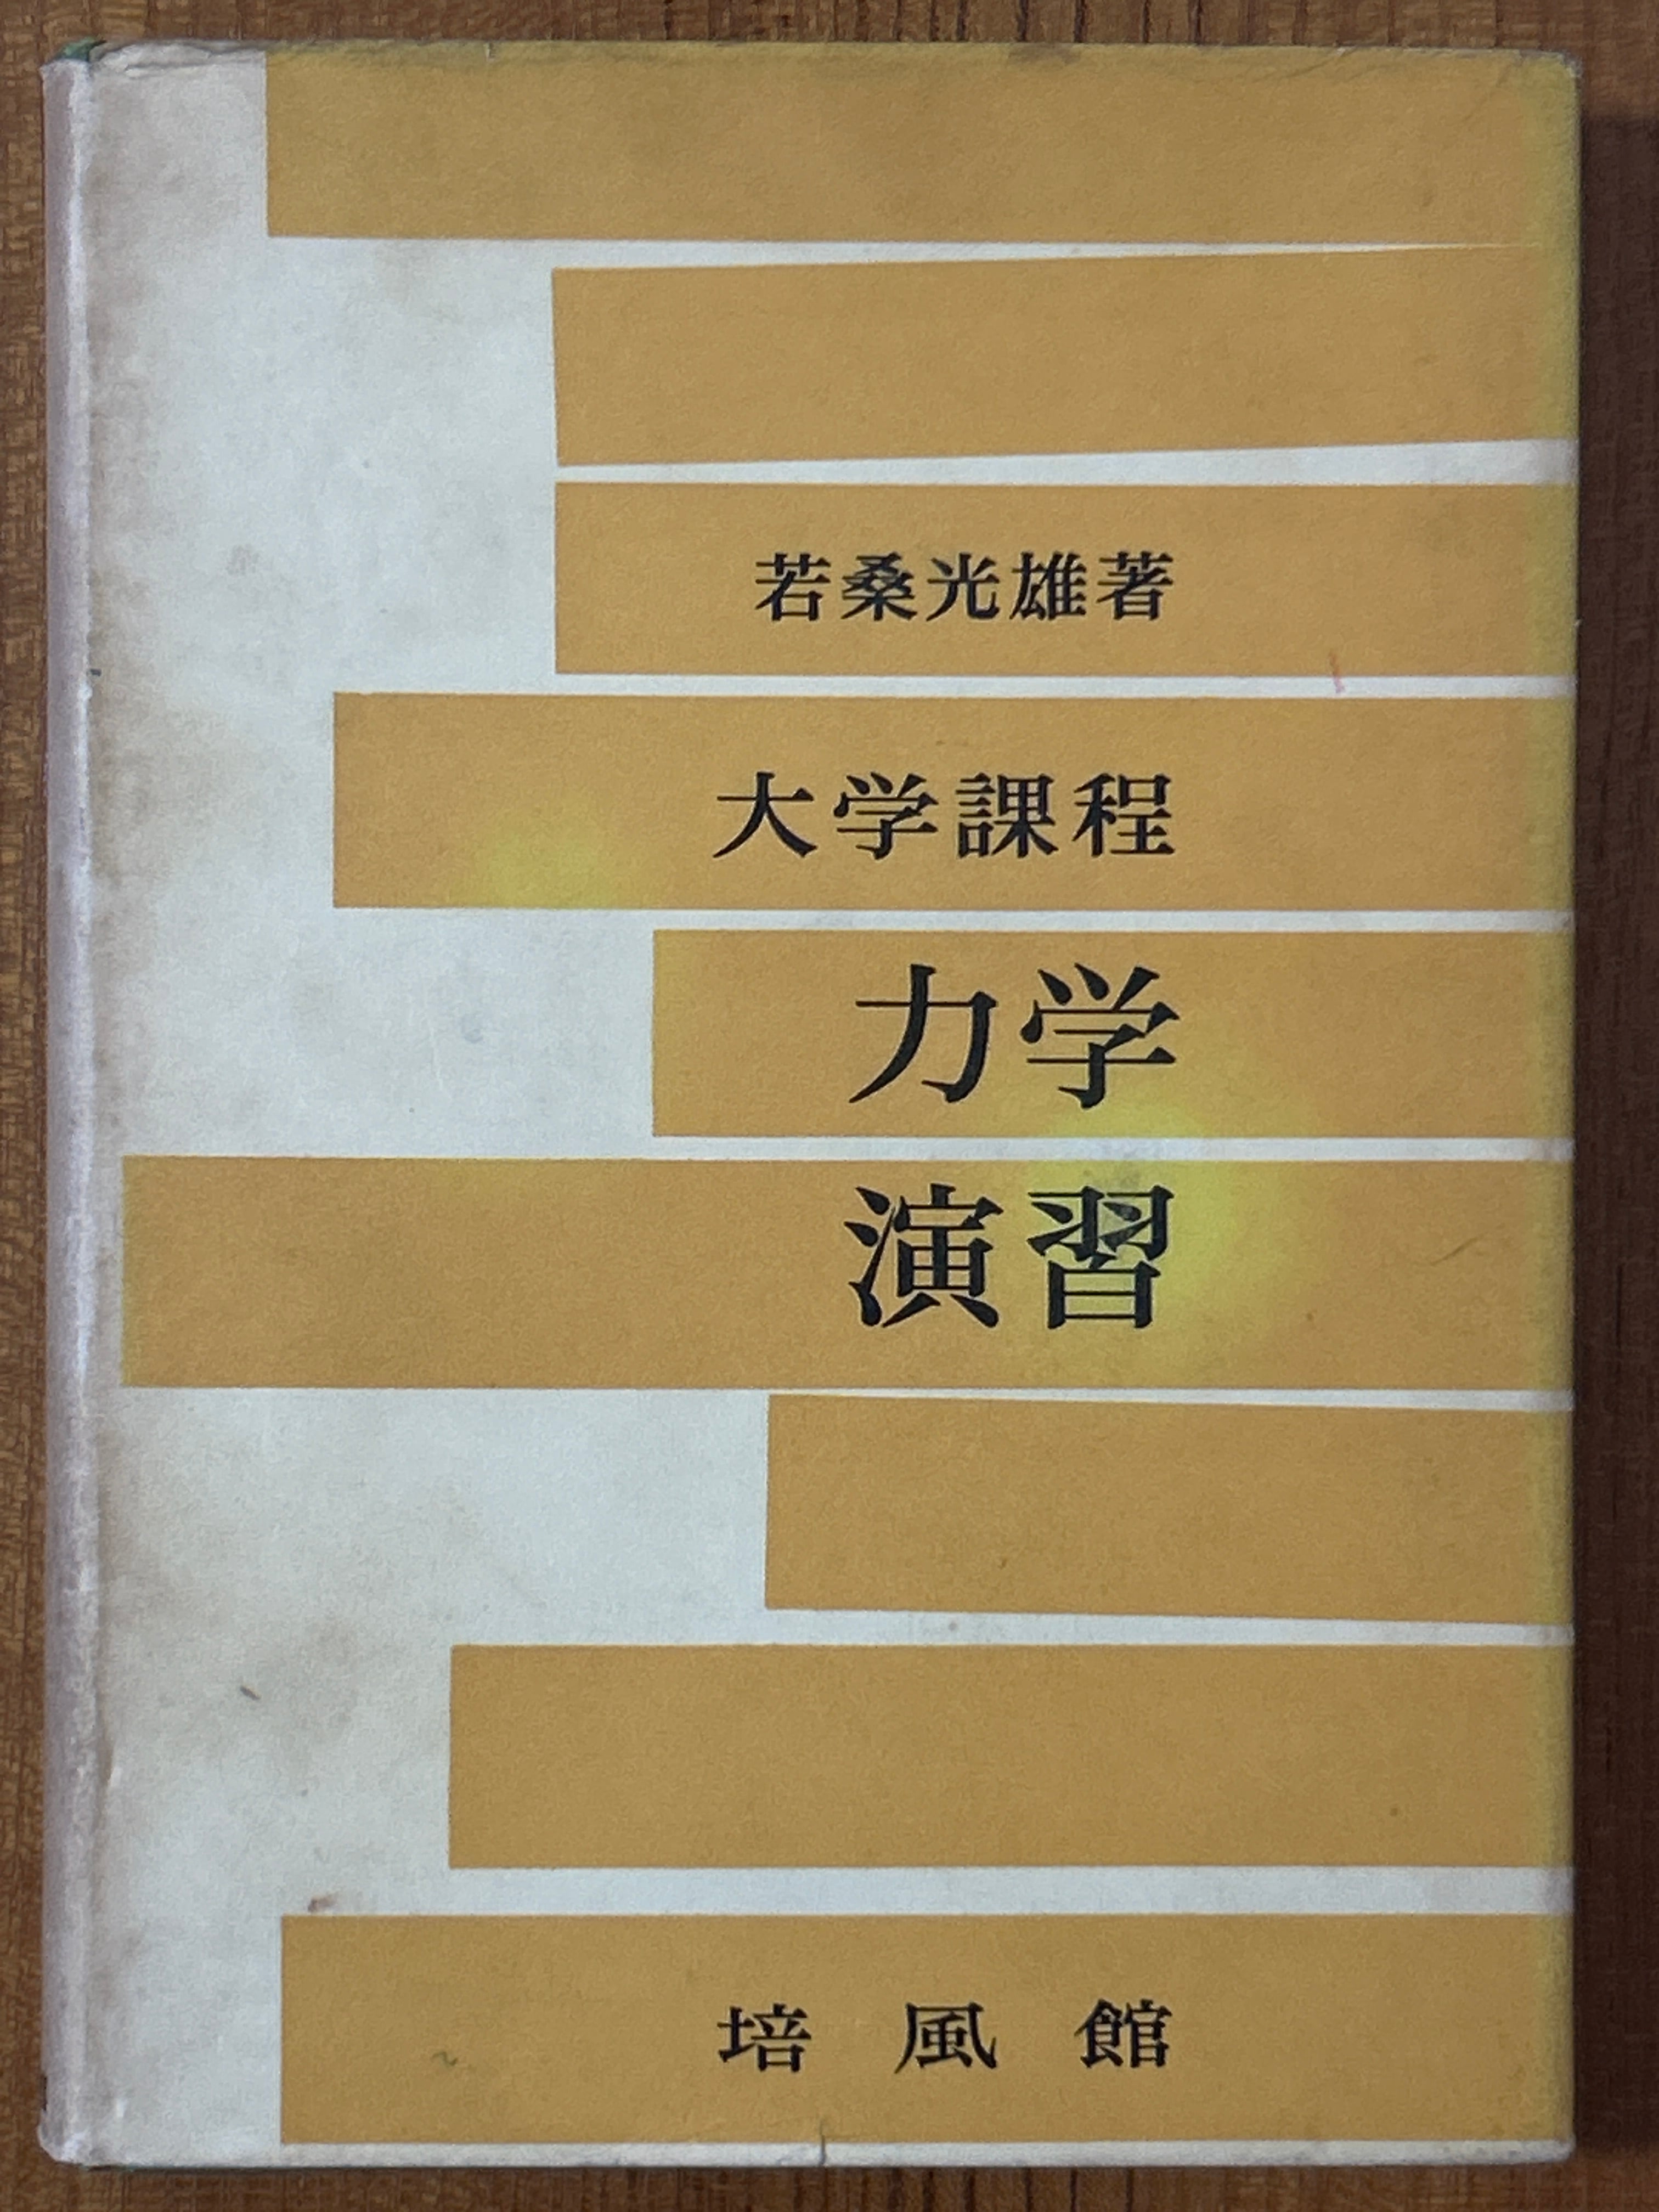 若桑光雄著
大学課程
力学
演習
培風館